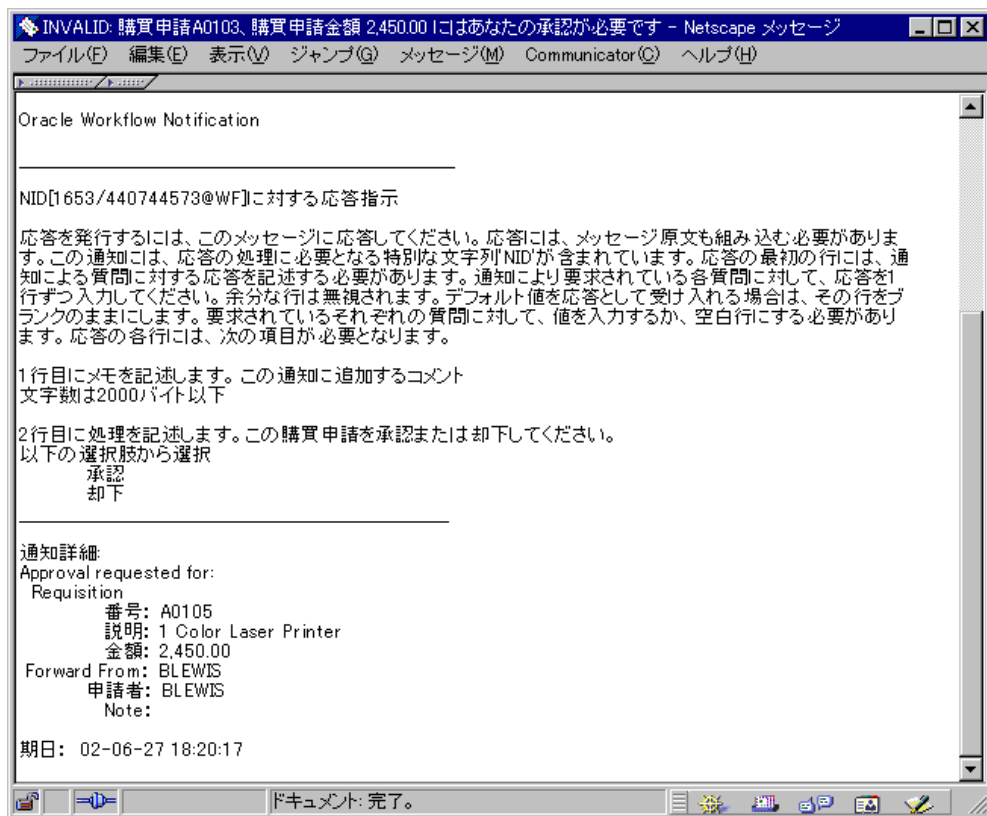 INVALID: 購買申請A0103、購買申請金額 2,450.00 にはあなたの承認が必要です - Netscape メッセージ
ファイル(F) 編集(E) 表示(V) ジャンプ(G) メッセージ(M) Communicator(C) ヘルプ(H)
Oracle Workflow Notification
NID[1653/440744573@WF]に対する応答指示
応答を発行するには、このメッセージに応答してください。応答には、メッセージ原文も組み込む必要がありま
す。この通知には、応答の処理に必要となる特別な文字列'NID'が含まれています。応答の最初の行には、通
知による質問に対する応答を記述する必要があります。通知により要求されている各質問に対して、応答を1
行ずつ入力してください。余分な行は無視されます。デフォルト値を応答として受け入れる場合は、その行をブ
ランクのままにします。要求されているそれぞれの質問に対して、値を入力するか、空白行にする必要があり
ます。応答の各行には、次の項目が必要となります。
1行目にメモを記述します。この通知に追加するコメント
文字数は2000バイト以下
2行目に処理を記述します。この購買申請を承認または却下してください。
以下の選択肢から選択
承認
却下
通知詳細:
Approval requested for:
Requisition
番号: A0105
説明: 1 Color Laser Printer
金額: 2,450.00
Forward From: BLEWIS
申請者: BLEWIS
Note:
期日: 02-06-27 18:20:17
ドキュメント: 完了。